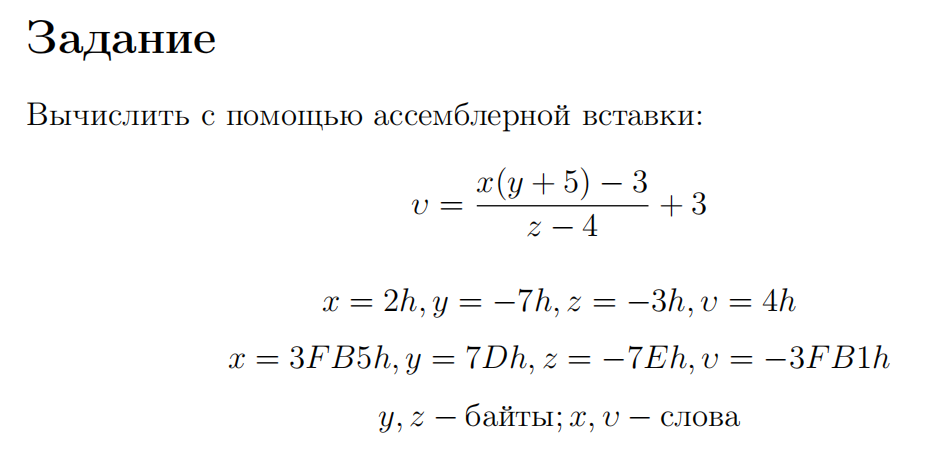 Задание
Вычислить с помощью ассемблерной вставки:
υ = \frac{x(y + 5) − 3}{z − 4} + 3
x = 2h, y = −7h, z = −3h, υ = 4h
x = 3FB5h, y = 7Dh, z = −7Eh, υ = −3FB1h
y, z − байты; x, υ − слова